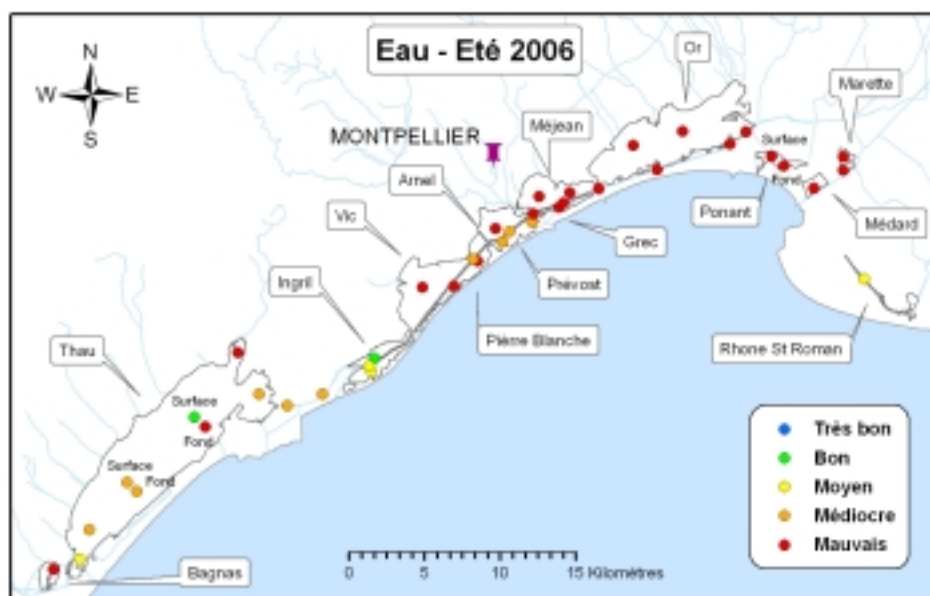 Eau - Eté 2006
N
W E
S
Or
Marette
Méjean
MONTPELLIER
Surface
Arnel
Fond
Ponant
Médard
Vic
Grec
Ingril
Prévost
Pièrre Blanche
Rhone St Roman
Thau
Surface
Fond
Surface
Fond
Bagnas
Très bon
Bon
Moyen
Médiocre
Mauvais
0 5 10 15 Kilomètres